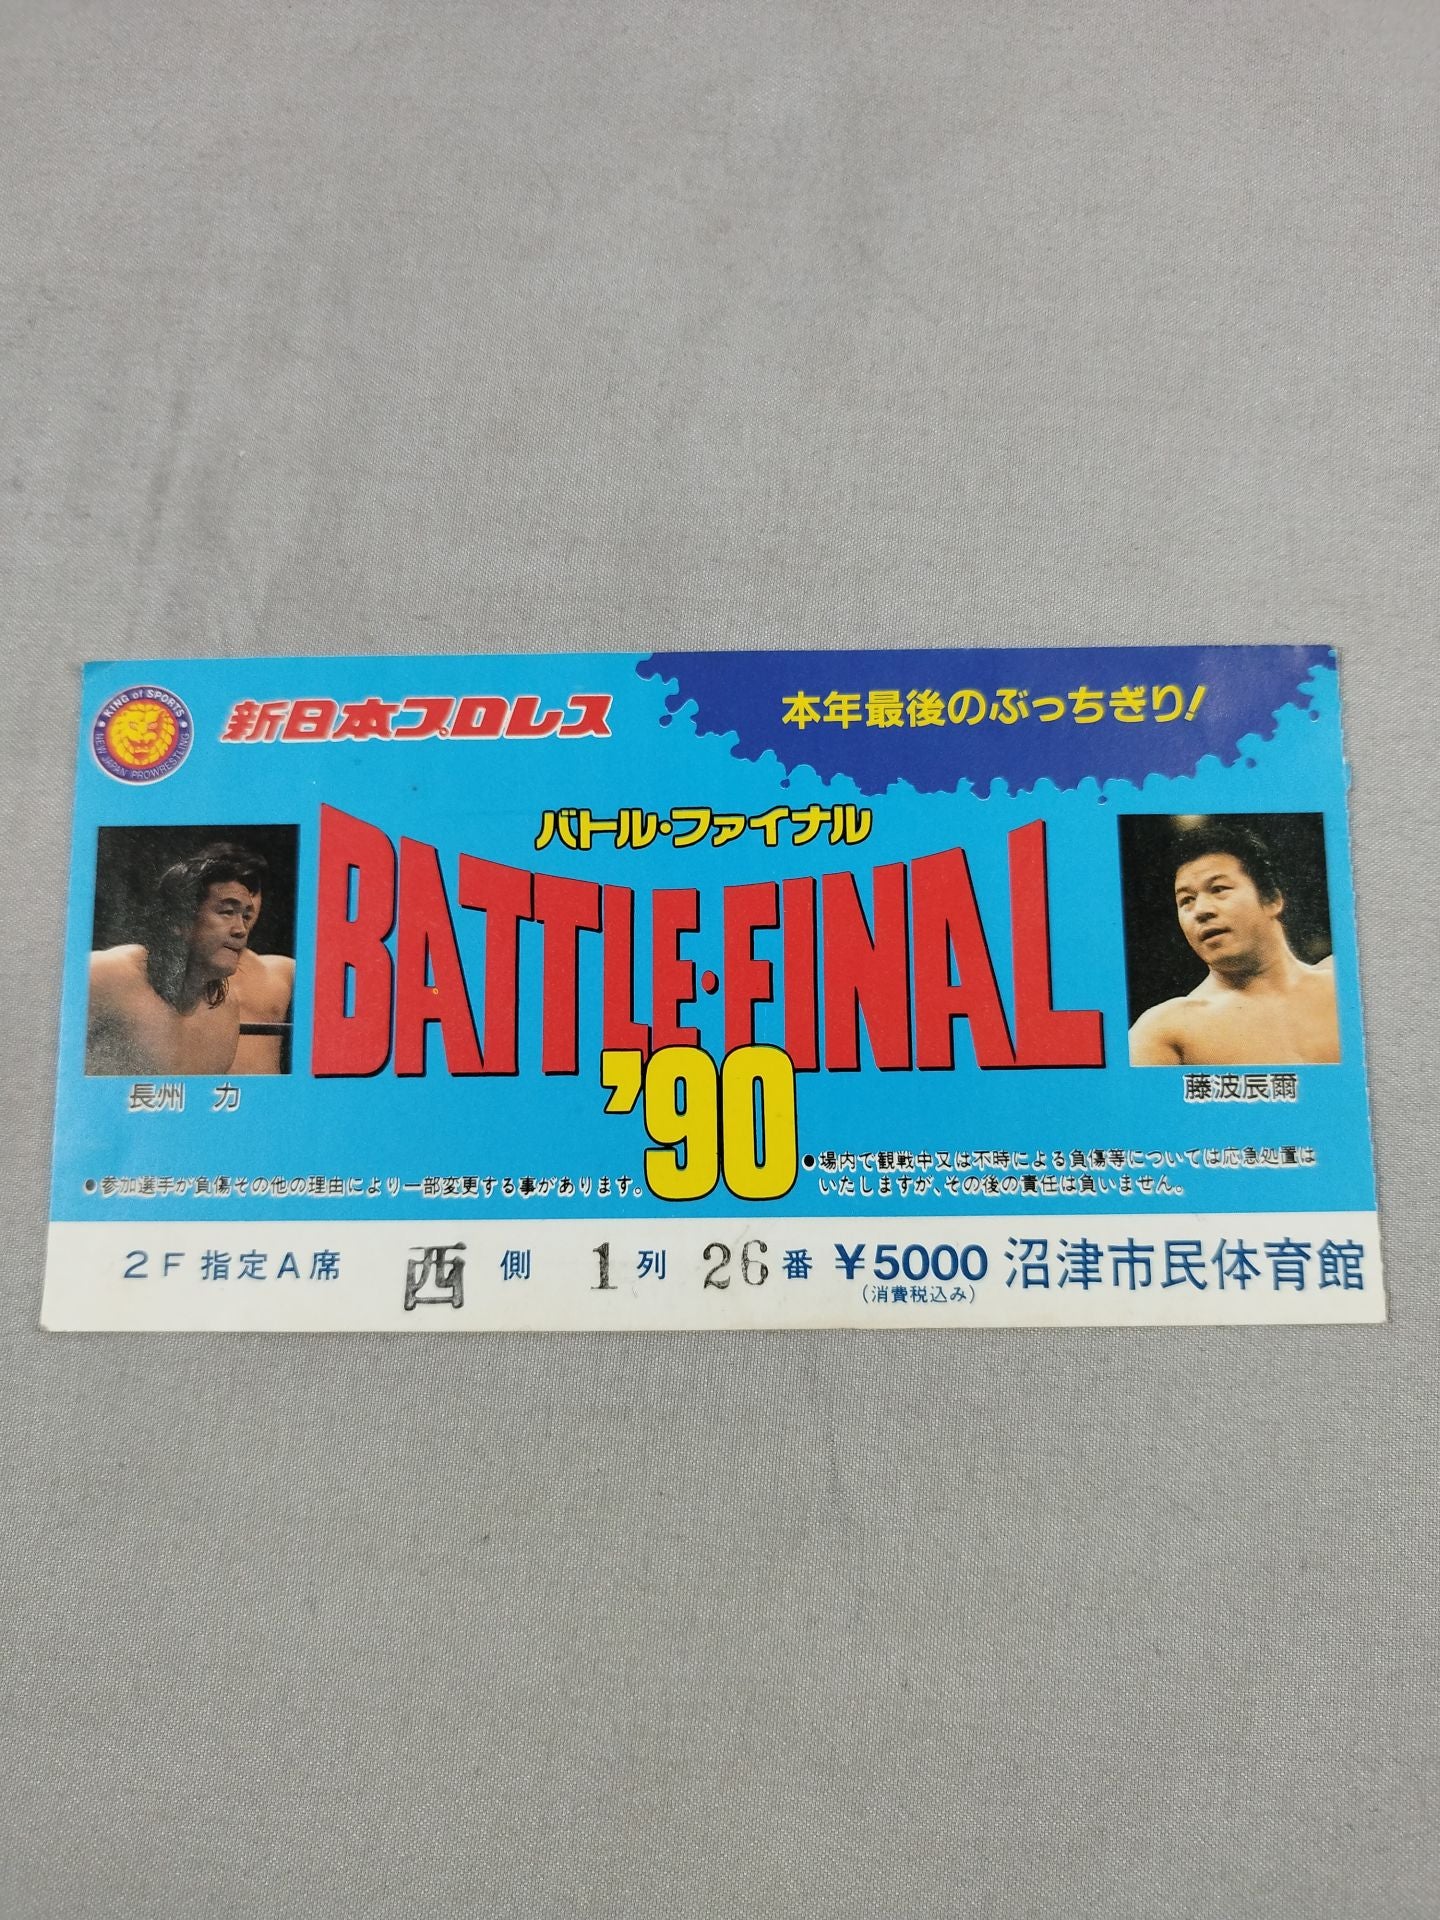 KING of SPORTS
NEW JAPAN PROWRESTLING
新日本プロレス
本年最後のぶっちぎり!
バトル・ファイナル
BATTLE・FINAL
'90
長州 力
藤波辰爾
●参加選手が負傷その他の理由により一部変更する事があります。
●場内で観戦中又は不時による負傷等については応急処置は
いたしますが、その後の責任は負いません。
2F 指定A席 西 側 1 列 26 番 ¥5000 沼津市民体育館
(消費税込み)